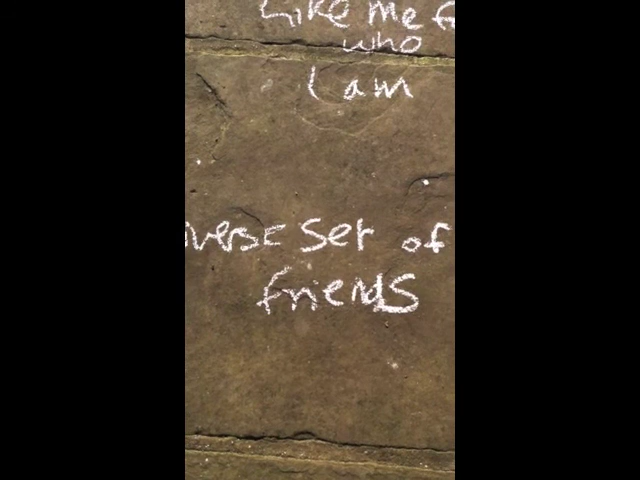 Like me f
who
I am
verse set of
friends